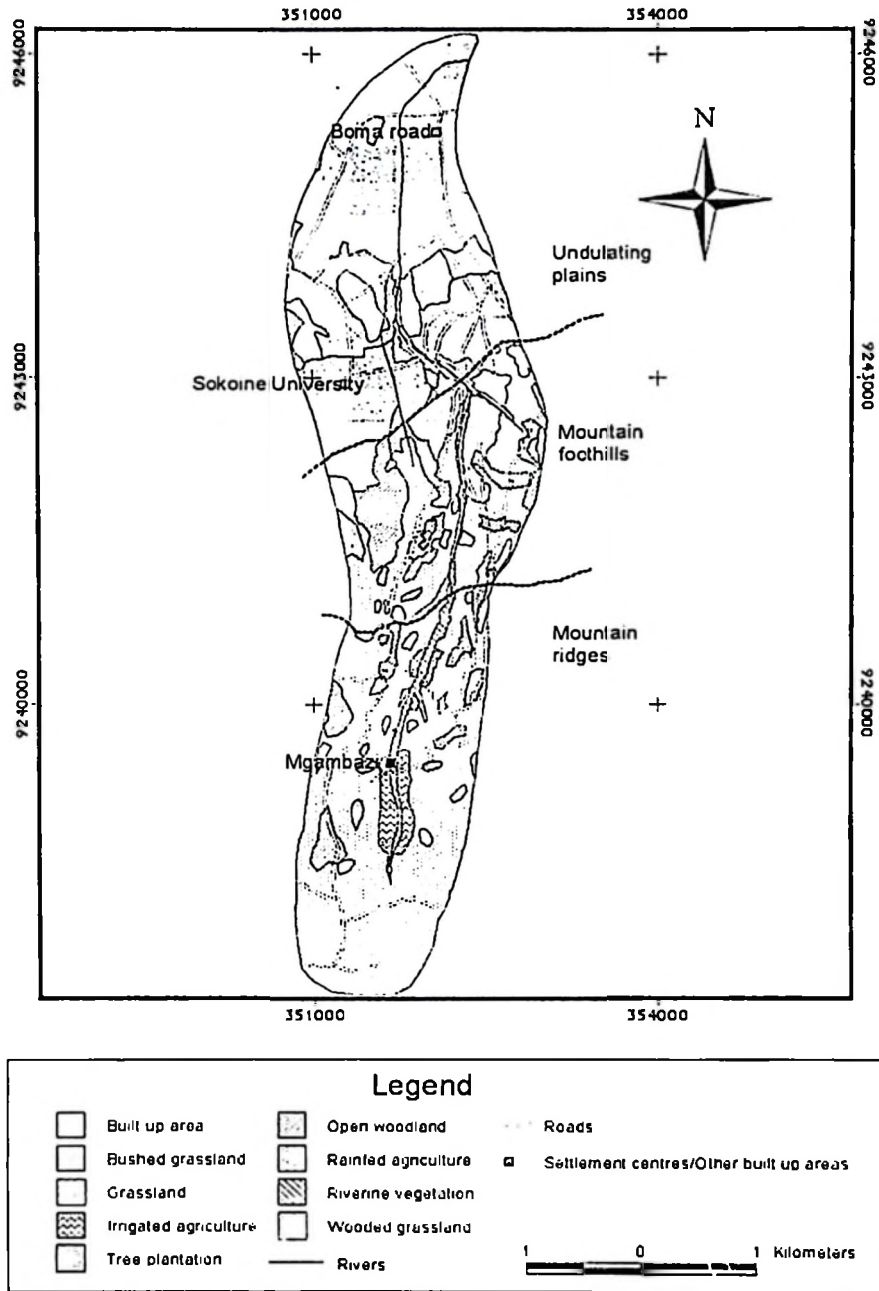 351000 354000
9246000 9246000
Boma road
N
Undulating
plains
9243000
Sokoine University
9243000
Mountain
foothills
Mountain
ridges
9240000 9240000
Mgambazi
351000 354000
Legend
Built up area
Bushed grassland
Grassland
Irrigated agriculture
Tree plantation
Open woodland
Rainfed agriculture
Riverine vegetation
Wooded grassland
Rivers
Roads
Settlement centres/Other built up areas
1 0 1 Kilometers